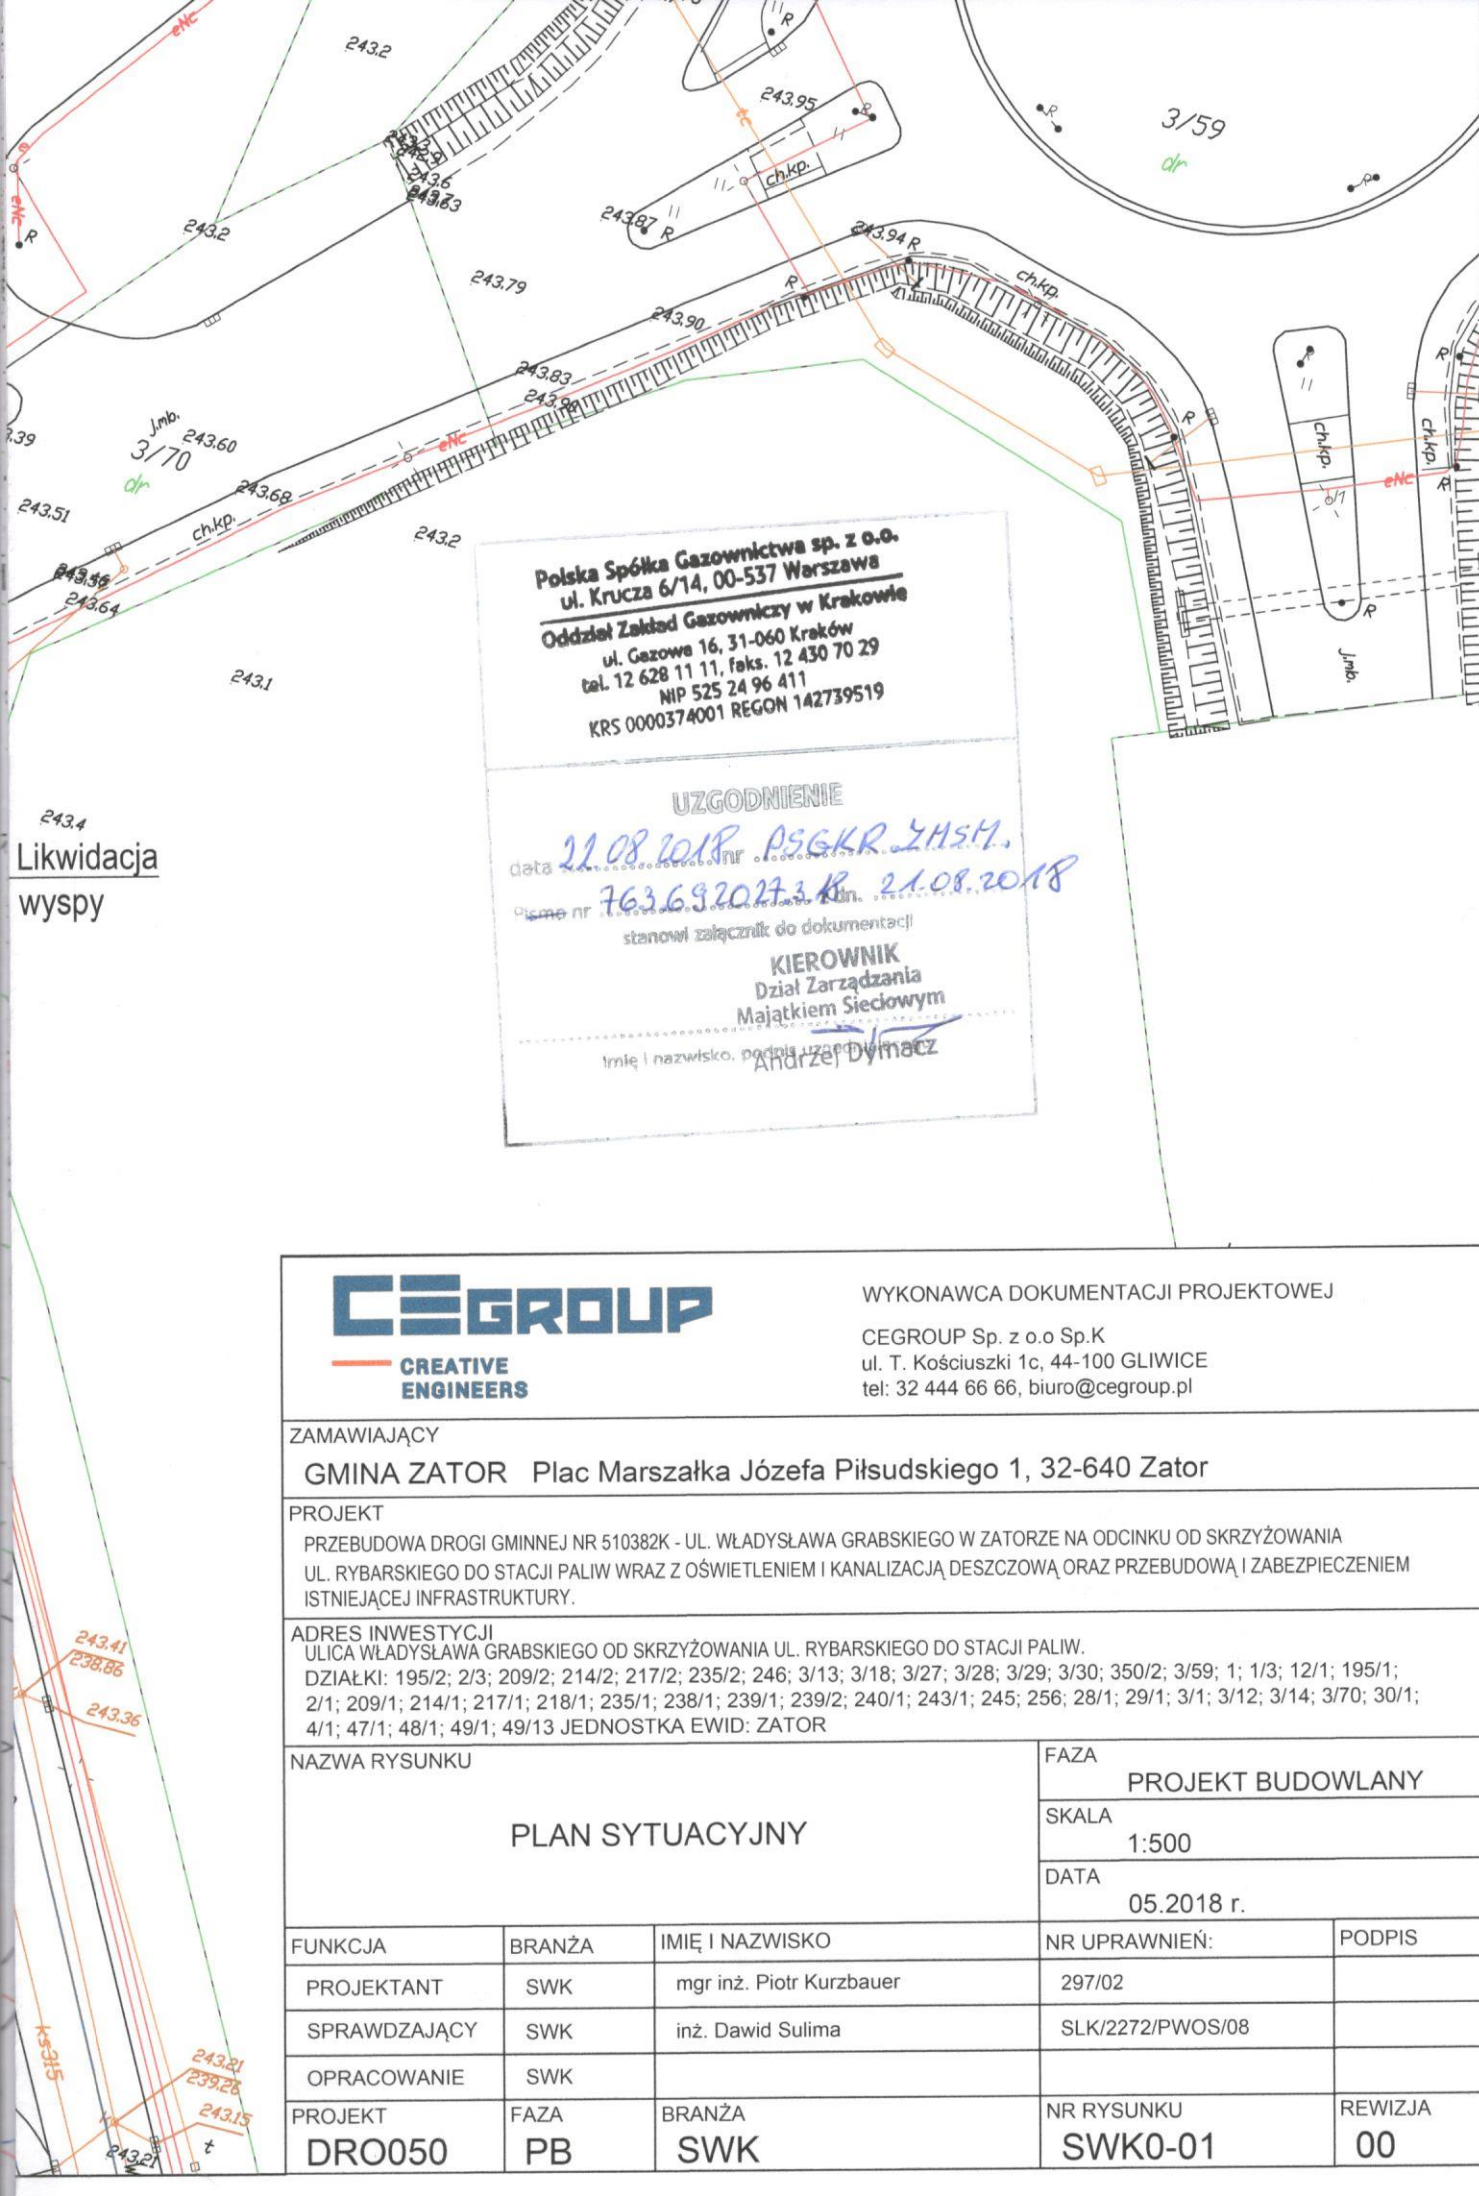 eNc
243.2
R
243.95
R
tc
3/59
dr
R
R
ch.kp.
243.6
243.63
e
eNc
R
243.2
243.87
R
243.94 R
243.79
R
ch.kp.
243.90
243.83
R
R
j.mb.
3/70
243.60
dr
eNc
R
ch.kp.
ch.kp.
eNc
R
243.51
243.68
ch.kp.
243.2
243.64
R
j.mb.
243.1
Polska Spółka Gazownictwa sp. z o.o.
ul. Krucza 6/14, 00-537 Warszawa
Oddział Zakład Gazowniczy w Krakowie
ul. Gazowa 16, 31-060 Kraków
tel. 12 628 11 11, faks. 12 430 70 29
NIP 525 24 96 411
KRS 0000374001 REGON 142739519
UZGODNIENIE
data 22.08.2018 nr PSGKR.ZMSM.
Pismo nr 763.6920273.18 dn. 21.08.2018
stanowi załącznik do dokumentacji
KIEROWNIK
Dział Zarządzania
Majątkiem Sieciowym
Imię i nazwisko, podpis uzgadniającego
Andrzej Dymacz
243.4
Likwidacja
wyspy
CEGROUP
CREATIVE
ENGINEERS
WYKONAWCA DOKUMENTACJI PROJEKTOWEJ
CEGROUP Sp. z o.o Sp.K
ul. T. Kościuszki 1c, 44-100 GLIWICE
tel: 32 444 66 66, biuro@cegroup.pl
ZAMAWIAJĄCY
GMINA ZATOR Plac Marszałka Józefa Piłsudskiego 1, 32-640 Zator
PROJEKT
PRZEBUDOWA DROGI GMINNEJ NR 510382K - UL. WŁADYSŁAWA GRABSKIEGO W ZATORZE NA ODCINKU OD SKRZYŻOWANIA
UL. RYBARSKIEGO DO STACJI PALIW WRAZ Z OŚWIETLENIEM I KANALIZACJĄ DESZCZOWĄ ORAZ PRZEBUDOWĄ I ZABEZPIECZENIEM
ISTNIEJĄCEJ INFRASTRUKTURY.
ADRES INWESTYCJI
ULICA WŁADYSŁAWA GRABSKIEGO OD SKRZYŻOWANIA UL. RYBARSKIEGO DO STACJI PALIW.
DZIAŁKI: 195/2; 2/3; 209/2; 214/2; 217/2; 235/2; 246; 3/13; 3/18; 3/27; 3/28; 3/29; 3/30; 350/2; 3/59; 1; 1/3; 12/1; 195/1;
2/1; 209/1; 214/1; 217/1; 218/1; 235/1; 238/1; 239/1; 239/2; 240/1; 243/1; 245; 256; 28/1; 29/1; 3/1; 3/12; 3/14; 3/70; 30/1;
4/1; 47/1; 48/1; 49/1; 49/13 JEDNOSTKA EWID: ZATOR
NAZWA RYSUNKU
PLAN SYTUACYJNY
FAZA
PROJEKT BUDOWLANY
SKALA
1:500
DATA
05.2018 r.
FUNKCJA BRANŻA IMIĘ I NAZWISKO NR UPRAWNIEŃ: PODPIS
PROJEKTANT SWK mgr inż. Piotr Kurzbauer 297/02
SPRAWDZAJĄCY SWK inż. Dawid Sulima SLK/2272/PWOS/08
OPRACOWANIE SWK
PROJEKT FAZA BRANŻA NR RYSUNKU REWIZJA
DRO050 PB SWK SWK0-01 00
243.41
238.86
243.36
ks315
243.21
239.26
243.15
243.21
t